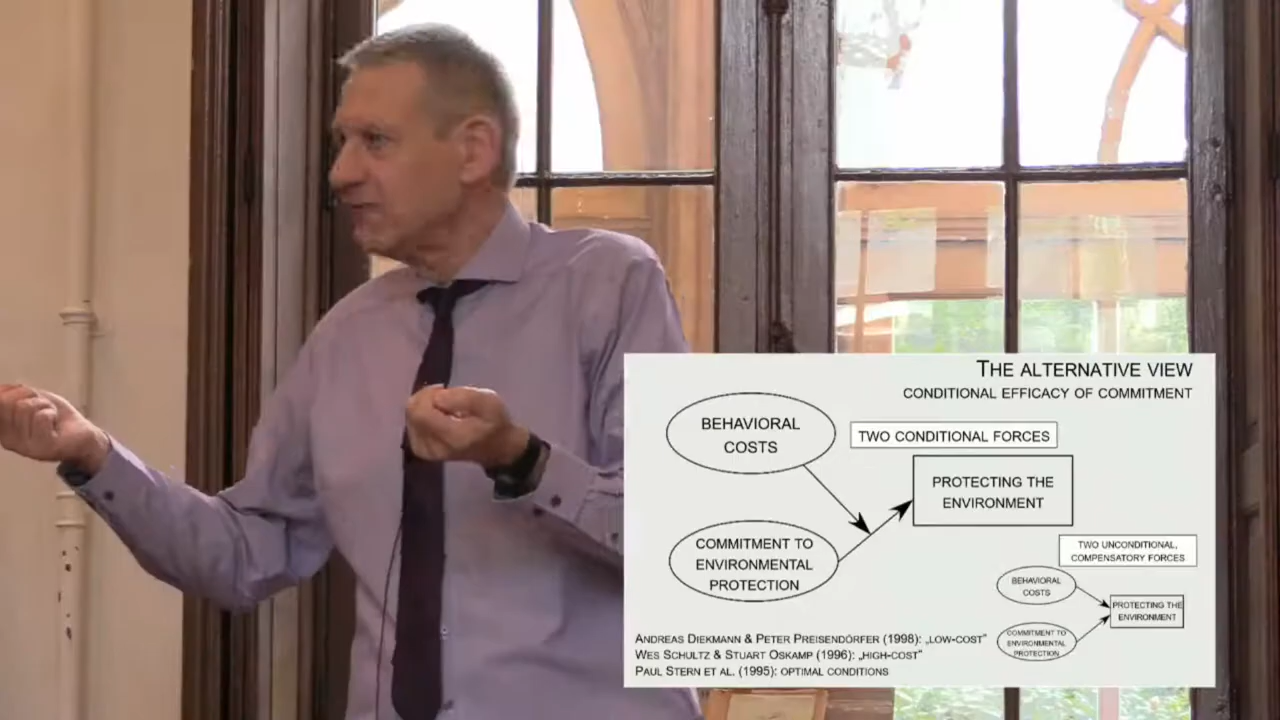 THE ALTERNATIVE VIEW
CONDITIONAL EFFICACY OF COMMITMENT
BEHAVIORAL
COSTS
TWO CONDITIONAL FORCES
PROTECTING THE
ENVIRONMENT
COMMITMENT TO
ENVIRONMENTAL
PROTECTION
TWO UNCONDITIONAL,
COMPENSATORY FORCES
BEHAVIORAL
COSTS
PROTECTING THE
ENVIRONMENT
COMMITMENT TO
ENVIRONMENTAL
PROTECTION
ANDREAS DIEKMANN & PETER PREISENDÖRFER (1998): „LOW-COST"
WES SCHULTZ & STUART OSKAMP (1996): „HIGH-COST"
PAUL STERN ET AL. (1995): OPTIMAL CONDITIONS